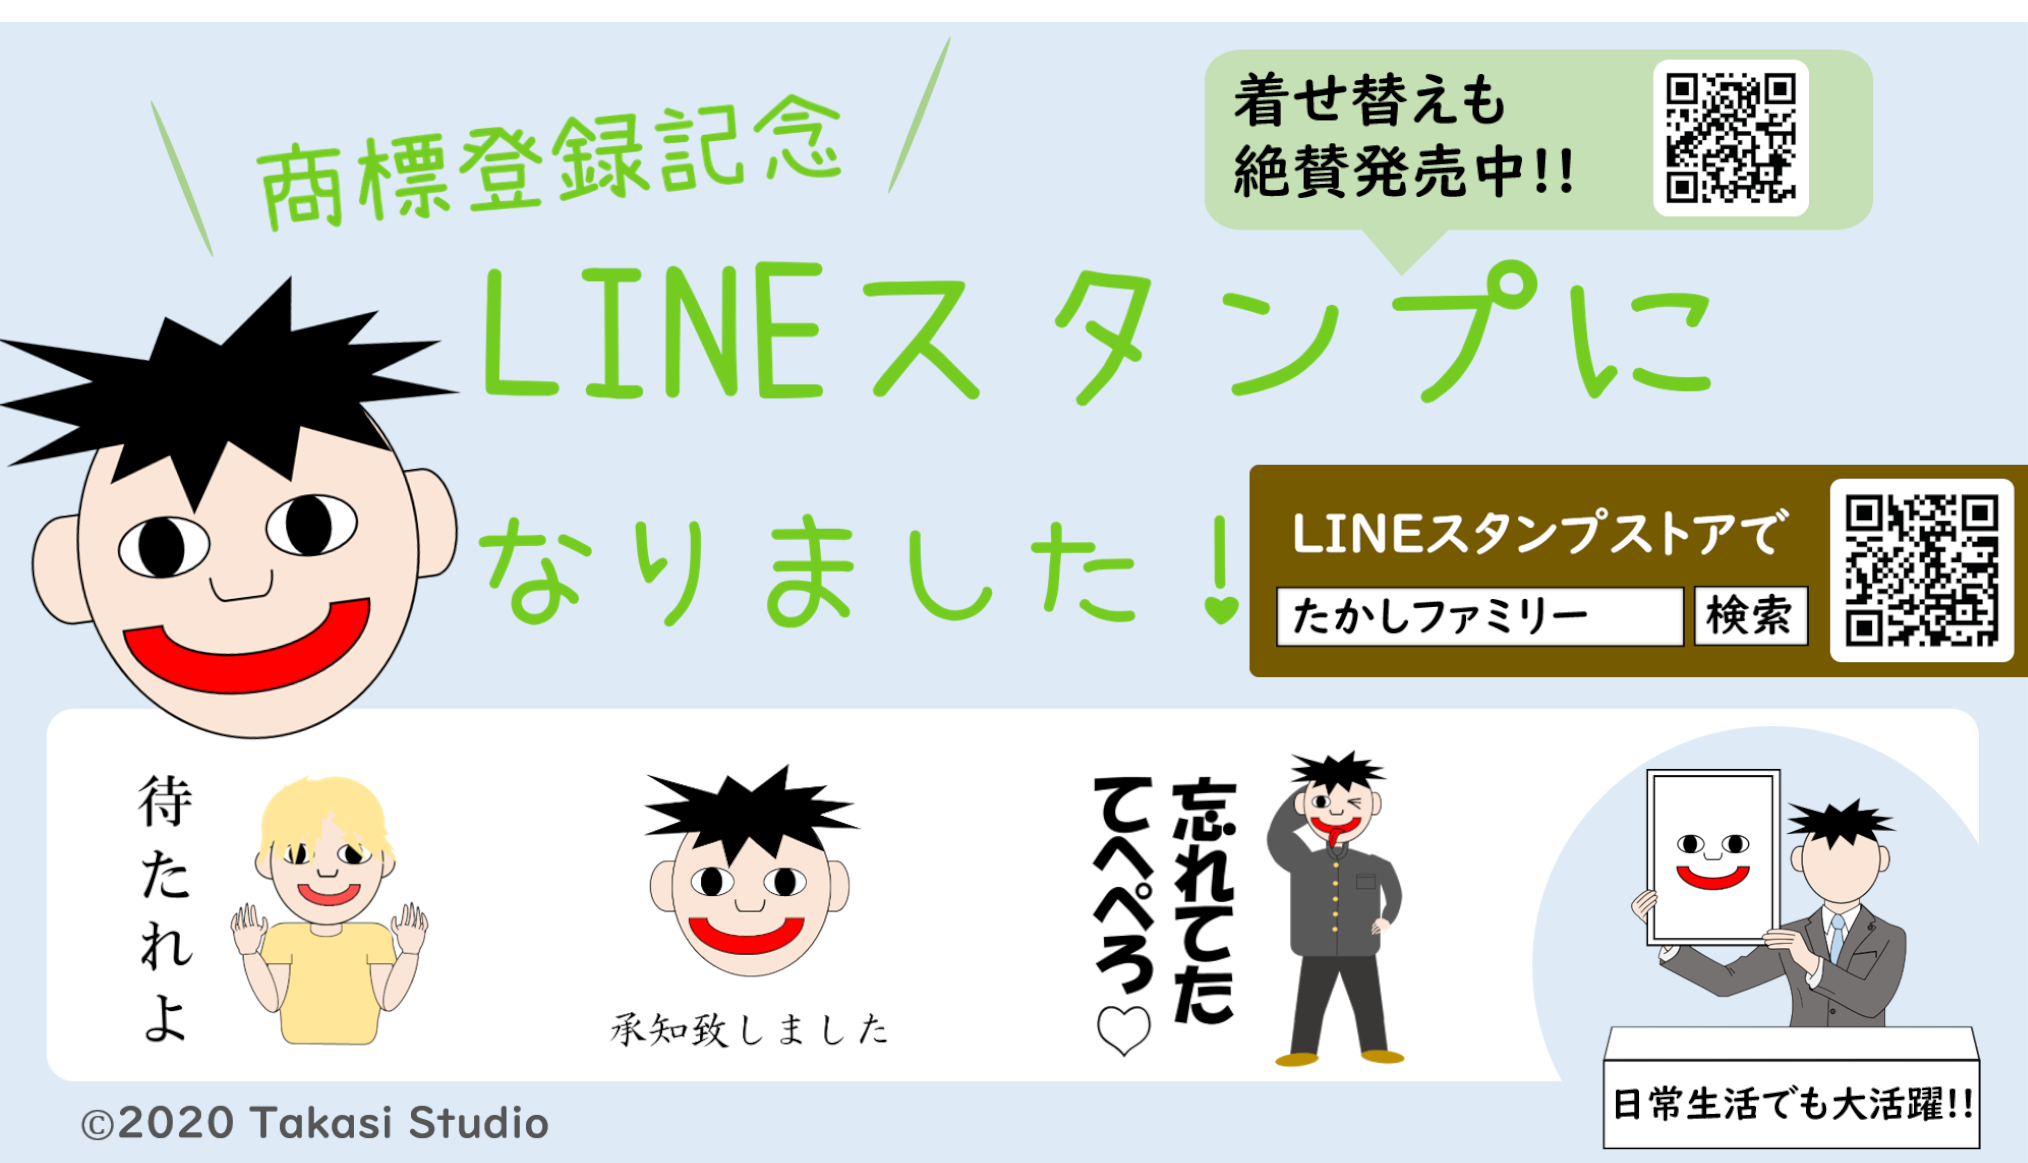 商標登録記念
着せ替えも
絶賛発売中!!
LINEスタンプに
なりました!
LINEスタンプストアで
たかしファミリー 検索
待たれよ
承知致しました
忘れてた
てへぺろ♡
日常生活でも大活躍!!
©2020 Takasi Studio